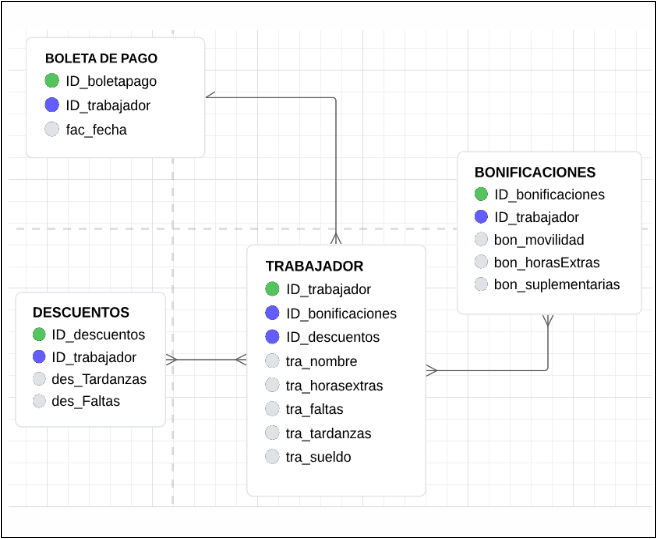 BOLETA DE PAGO
ID_boletapago
ID_trabajador
fac_fecha
BONIFICACIONES
ID_bonificaciones
ID_trabajador
bon_movilidad
bon_horasExtras
bon_suplementarias
TRABAJADOR
ID_trabajador
ID_bonificaciones
ID_descuentos
tra_nombre
tra_horasextras
tra_faltas
tra_tardanzas
tra_sueldo
DESCUENTOS
ID_descuentos
ID_trabajador
des_Tardanzas
des_Faltas